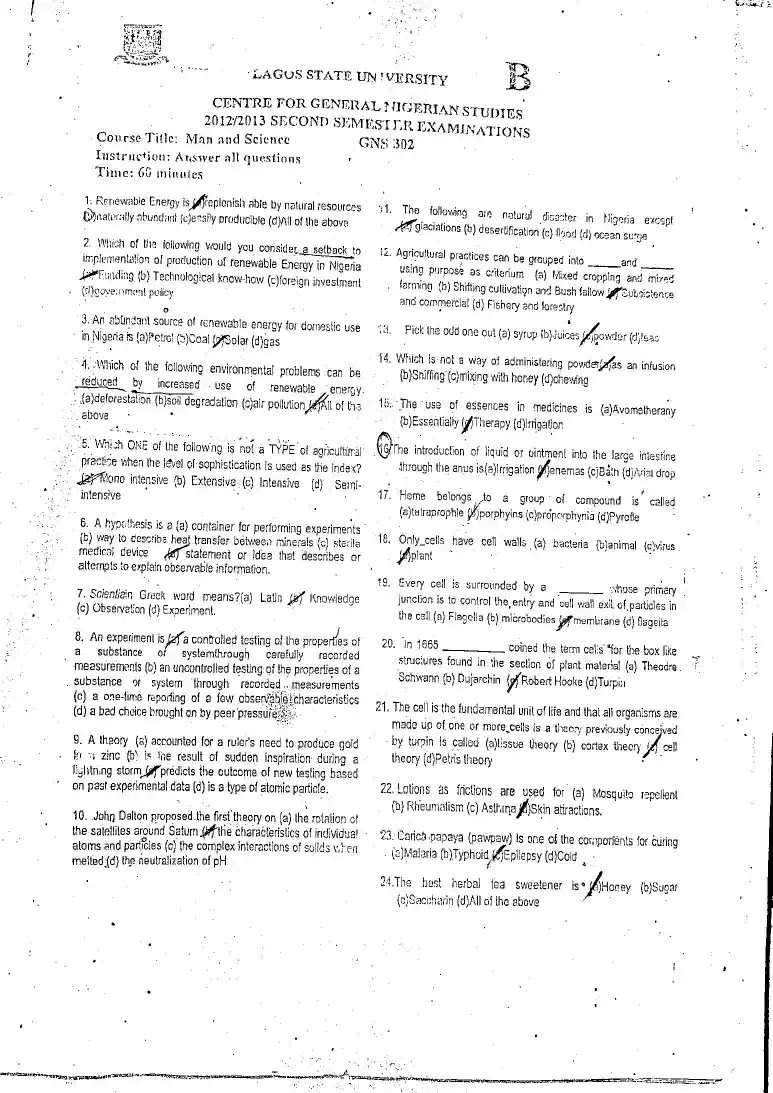 LAGOS STATE UNIVERSITY
B
CENTRE FOR GENERAL NIGERIAN STUDIES
2012/2013 SECOND SEMESTER EXAMINATIONS
Course Title: Man and Science GNS 302
Instruction: Answer all questions
Time: 60 minutes
1. Renewable Energy is (a)replenish able by natural resources
(b)naturally abundant (c)easily producible (d)All of the above
2. Which of the following would you consider a setback to
implementation of production of renewable Energy in Nigeria
(a)Funding (b) Technological know-how (c)foreign investment
(d)government policy
3. An abundant source of renewable energy for domestic use
in Nigeria is (a)Petrol (b)Coal (c)Solar (d)gas
4. Which of the following environmental problems can be
reduced by increased use of renewable energy
(a)deforestation (b)soil degradation (c)air pollution (d)All of the
above
5. Which ONE of the following is not a TYPE of agricultural
practice when the level of sophistication is used as the index?
(a) Mono intensive (b) Extensive (c) Intensive (d) Semi-
intensive
6. A hypothesis is a (a) container for performing experiments
(b) way to describe heat transfer between minerals (c) sterile
medical device (d) statement or idea that describes or
attempts to explain observable information.
7. Scientiain Greek word means?(a) Latin (b) Knowledge
(c) Observation (d) Experiment.
8. An experiment is (a) a controlled testing of the properties of
a substance or systemthrough carefully recorded
measurements (b) an uncontrolled testing of the properties of a
substance or system through recorded measurements
(c) a one-time reporting of a few observable characteristics
(d) a bad choice brought on by peer pressure
9. A theory (a) accounted for a ruler's need to produce gold
zinc (b) is the result of sudden inspiration during a
lightning storm (c) predicts the outcome of new testing based
on past experimental data (d) is a type of atomic particle.
10. John Dalton proposed the first theory on (a) the rotation of
the satellites around Saturn (b) the characteristics of individual
atoms and particles (c) the complex interactions of solids when
melted (d) the neutralization of pH
11. The following are natural disaster in Nigeria except
(a) glaciations (b) desertification (c) flood (d) ocean surge
12. Agricultural practices can be grouped into ______and ______
using purpose as criterium (a) Mixed cropping and mixed
farming (b) Shifting cultivation and Bush fallow (c) Subsistence
and commercial (d) Fishery and forestry
13. Pick the odd one out (a) syrup (b)Juices (c)powder (d)teas
14. Which is not a way of administering powder(a)as an infusion
(b)Sniffing (c)mixing with honey (d)chewing
15. The use of essences in medicines is (a)Avometherany
(b)Essentially (c)Therapy (d)Irrigation
16. The introduction of liquid or ointment into the large intestine
through the anus is(a)Irrigation (b)enemas (c)Bath (d)Arial drop
17. Heme belongs to a group of compound is called
(a)tetraprophle (b)porphyins (c)proporphynia (d)Pyrolle
18. Only cells have cell walls (a) bacteria (b)animal (c)virus
(d)plant
19. Every cell is surrounded by a _______ whose primary
junction is to control the entry and cell wall exit of particles in
the cell (a) Flagella (b) microbodies (c) membrane (d) flagella
20. In 1665 __________ coined the term cells "for the box like
structures found in the section of plant material (a) Theodre
Schwann (b) Dujarchin (c)Robert Hooke (d)Turpin
21. The cell is the fundamental unit of life and that all organisms are
made up of one or more cells is a theory previously conceived
by turpin is called (a)tissue theory (b) cortex theory (c) cell
theory (d)Petris theory
22. Lotions as frictions are used for (a) Mosquito repellent
(b) Rheumatism (c) Asthma (d)Skin attractions.
23. Carica papaya (pawpaw) is one of the components for curing
(a)Malaria (b)Typhoid (c)Epilepsy (d)Cold
24.The best herbal tea sweetener is (a)Honey (b)Sugar
(c)Saccharin (d)All of the above